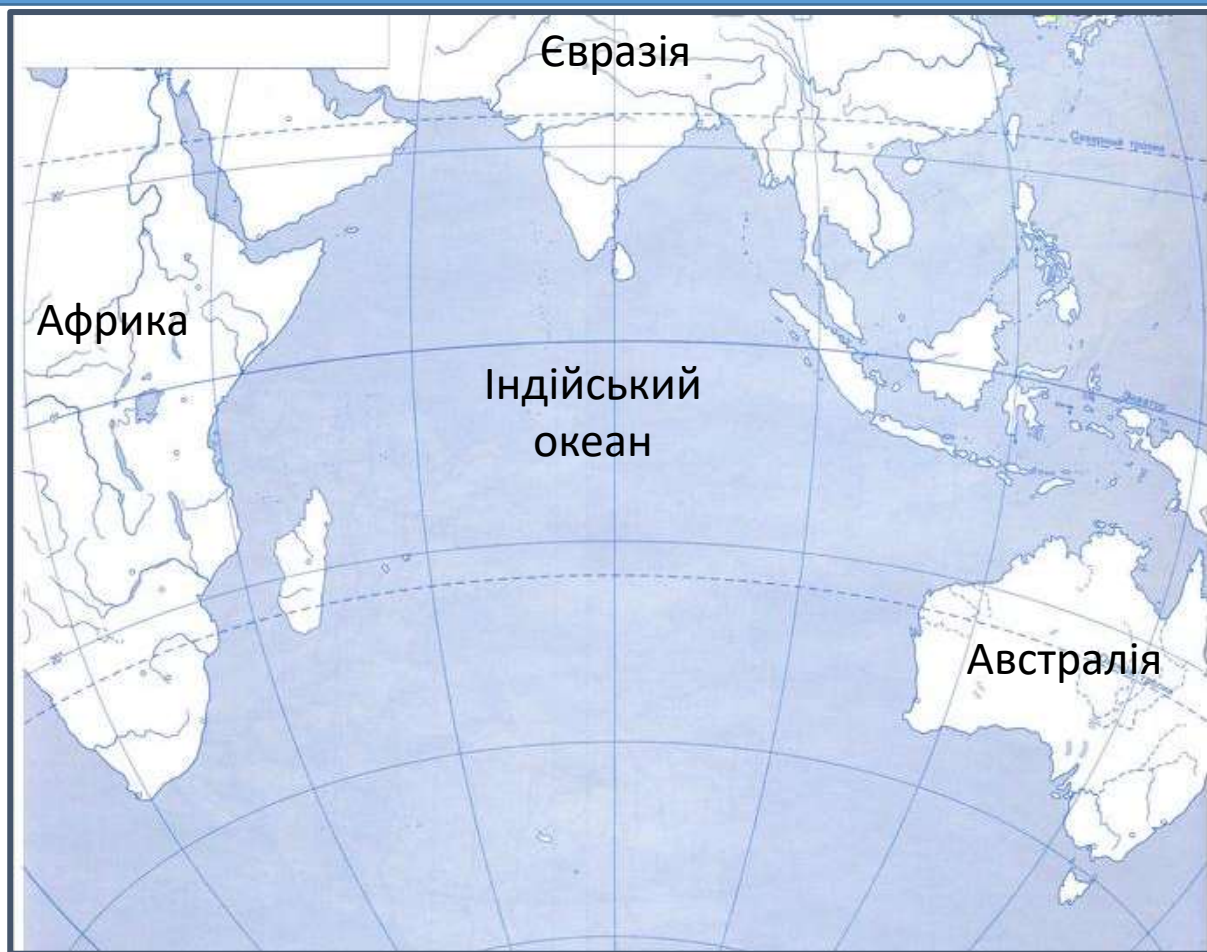 Євразія
Африка
Індійський
океан
Австралія